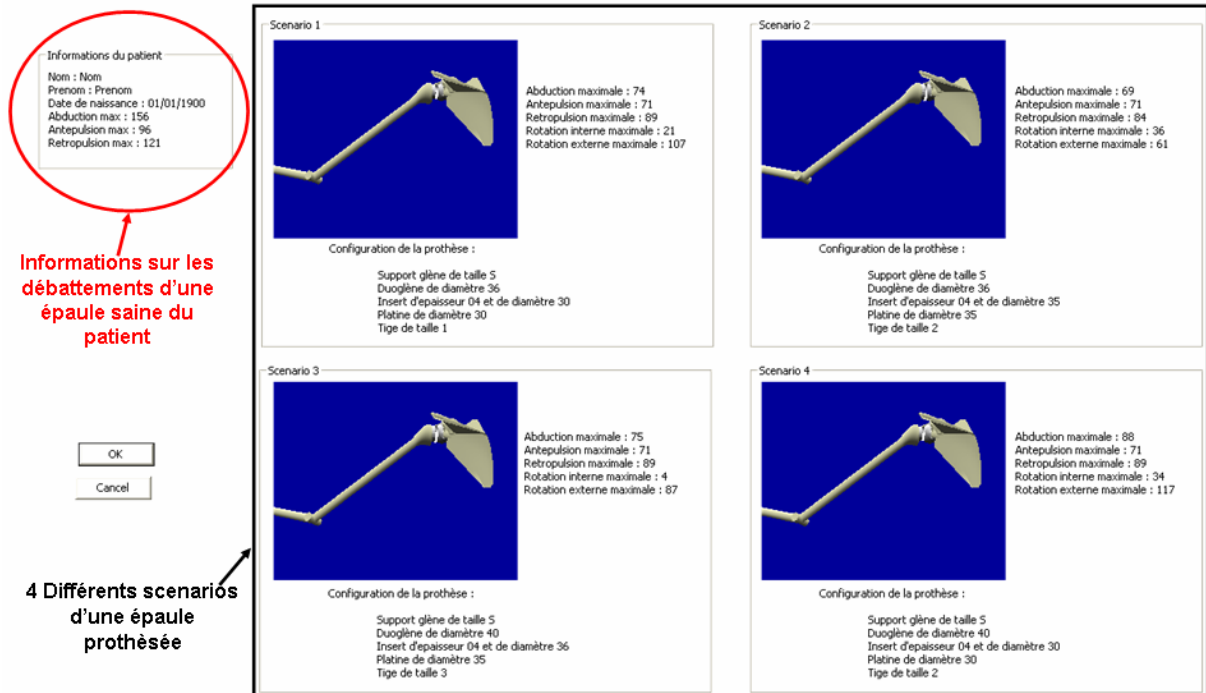 Informations du patient
Nom : Nom
Prenom : Prenom
Date de naissance : 01/01/1900
Abduction max : 156
Antepulsion max : 96
Retropulsion max : 121
Informations sur les
débattements d'une
épaule saine du
patient
OK
Cancel
4 Différents scenarios
d'une épaule
prothèsée
Scenario 1
Abduction maximale : 74
Antepulsion maximale : 71
Retropulsion maximale : 89
Rotation interne maximale : 21
Rotation externe maximale : 107
Configuration de la prothèse :
Support glène de taille S
Duoglène de diamètre 36
Insert d'epaisseur 04 et de diamètre 30
Platine de diamètre 30
Tige de taille 1
Scenario 2
Abduction maximale : 69
Antepulsion maximale : 71
Retropulsion maximale : 84
Rotation interne maximale : 36
Rotation externe maximale : 61
Configuration de la prothèse :
Support glène de taille S
Duoglène de diamètre 36
Insert d'epaisseur 04 et de diamètre 35
Platine de diamètre 35
Tige de taille 2
Scenario 3
Abduction maximale : 75
Antepulsion maximale : 71
Retropulsion maximale : 89
Rotation interne maximale : 4
Rotation externe maximale : 87
Configuration de la prothèse :
Support glène de taille S
Duoglène de diamètre 40
Insert d'epaisseur 04 et de diamètre 36
Platine de diamètre 35
Tige de taille 3
Scenario 4
Abduction maximale : 88
Antepulsion maximale : 71
Retropulsion maximale : 89
Rotation interne maximale : 34
Rotation externe maximale : 117
Configuration de la prothèse :
Support glène de taille S
Duoglène de diamètre 40
Insert d'epaisseur 04 et de diamètre 30
Platine de diamètre 30
Tige de taille 2